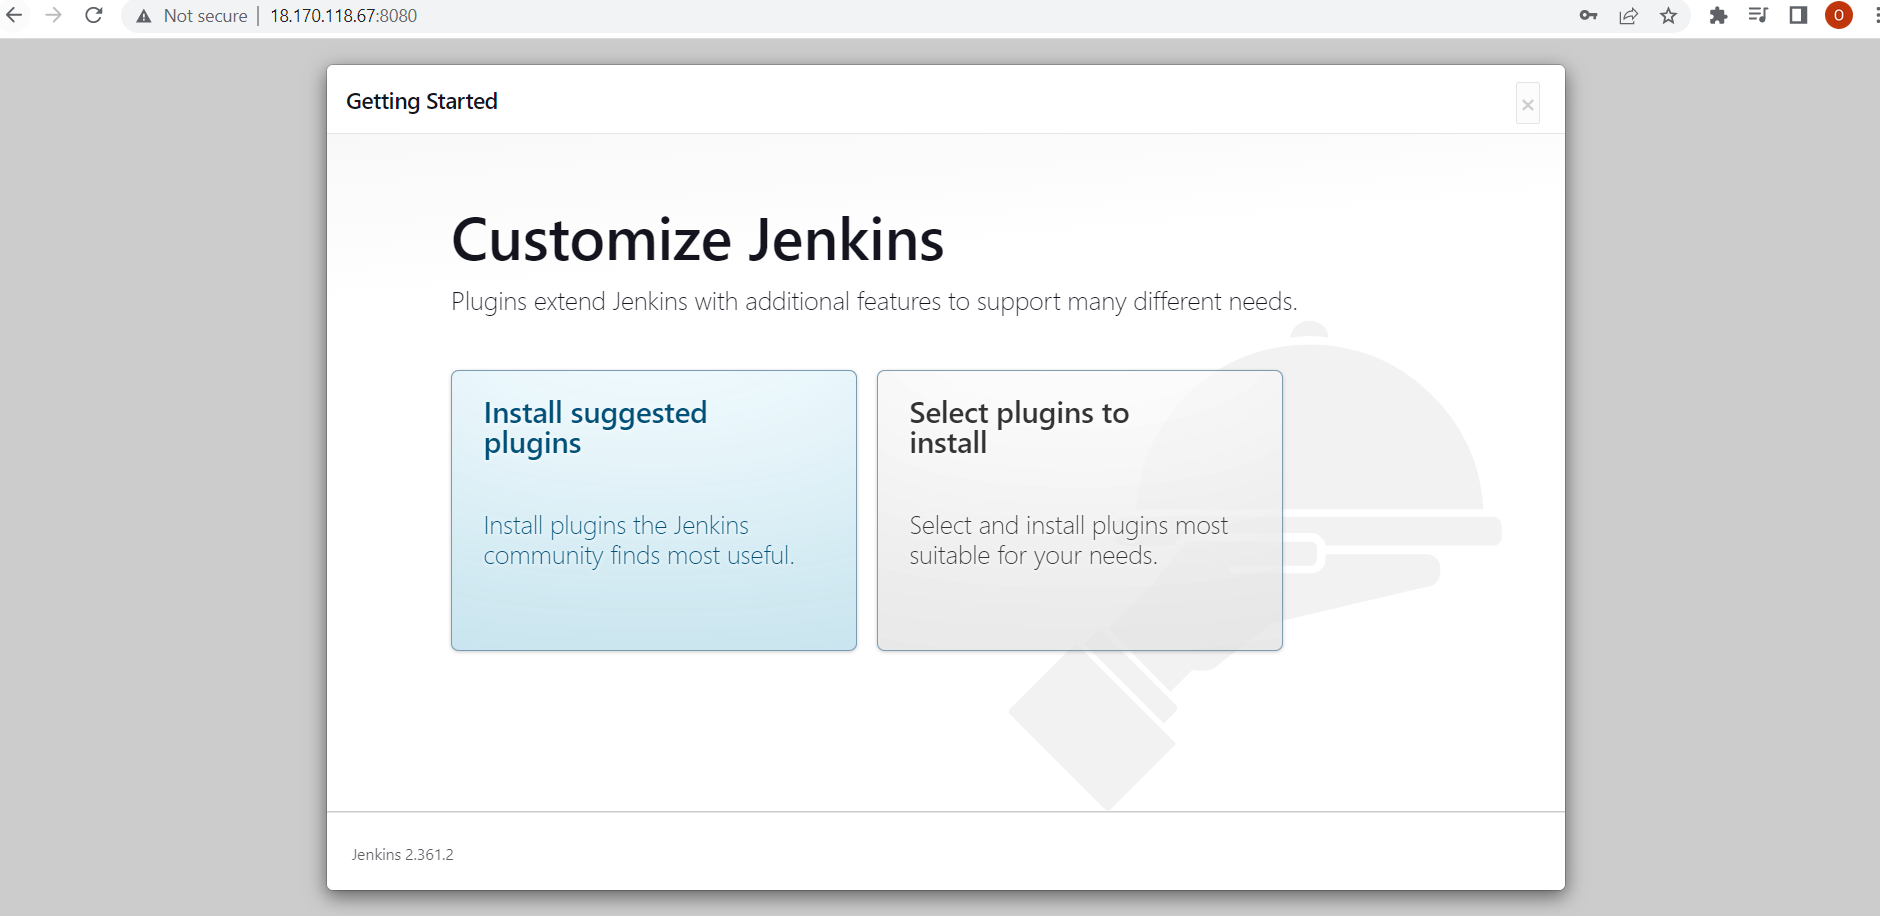 Not secure | 18.170.118.67:8080
O
Getting Started
×
Customize Jenkins
Plugins extend Jenkins with additional features to support many different needs.
Install suggested
plugins
Install plugins the Jenkins
community finds most useful.
Select plugins to
install
Select and install plugins most
suitable for your needs.
Jenkins 2.361.2